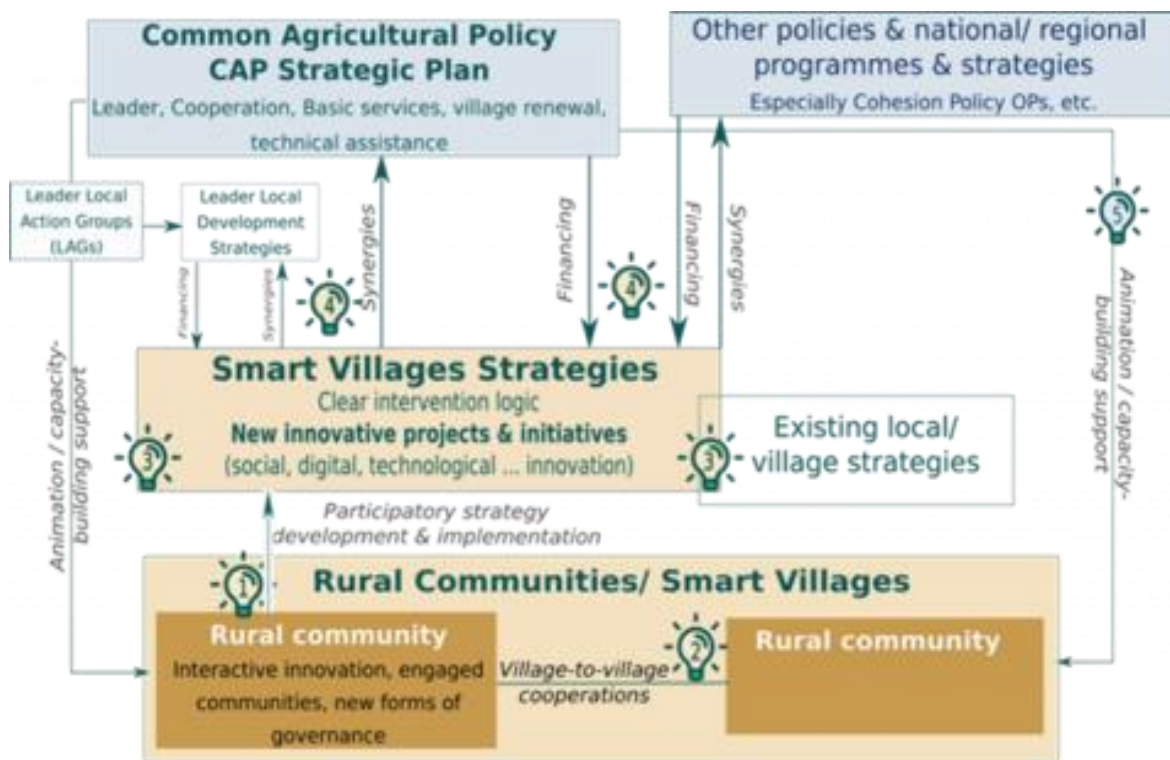 Common Agricultural Policy
CAP Strategic Plan
Leader, Cooperation, Basic services, village renewal,
technical assistance
Other policies & national/ regional
programmes & strategies
Especially Cohesion Policy OPs, etc.
Leader Local
Action Groups
(LAGs)
Leader Local
Development
Strategies
Financing
Synergies
4
Synergies
Financing
4
Financing
Synergies
5
Animation / capacity-
building support
Animation / capacity-
building support
Smart Villages Strategies
Clear intervention logic
New innovative projects & initiatives
(social, digital, technological ... innovation)
3
3
Existing local/
village strategies
Participatory strategy
development & implementation
1
Rural Communities/ Smart Villages
Rural community
Interactive innovation, engaged
communities, new forms of
governance
Village-to-village
cooperations
2
Rural community